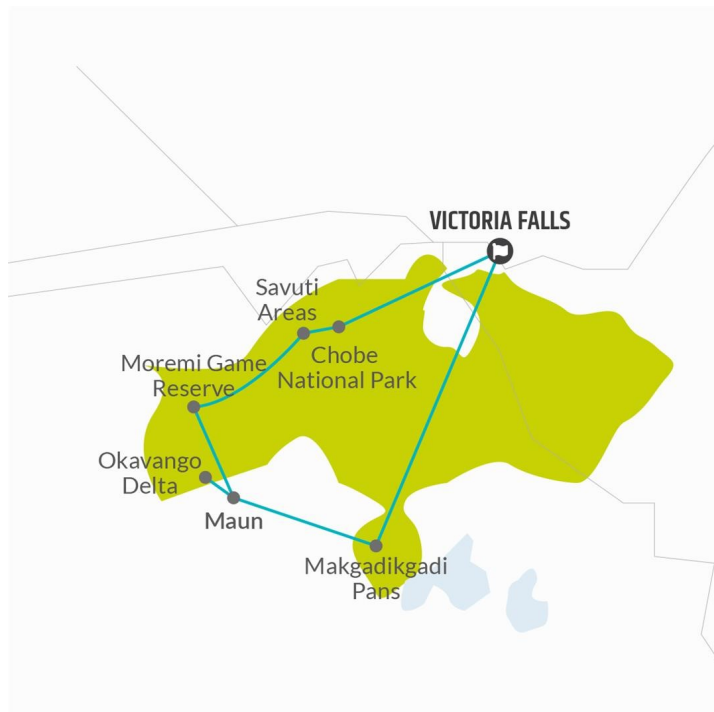 VICTORIA FALLS
Savuti
Areas
Chobe
National Park
Moremi Game
Reserve
Okavango
Delta
Maun
Makgadikgadi
Pans